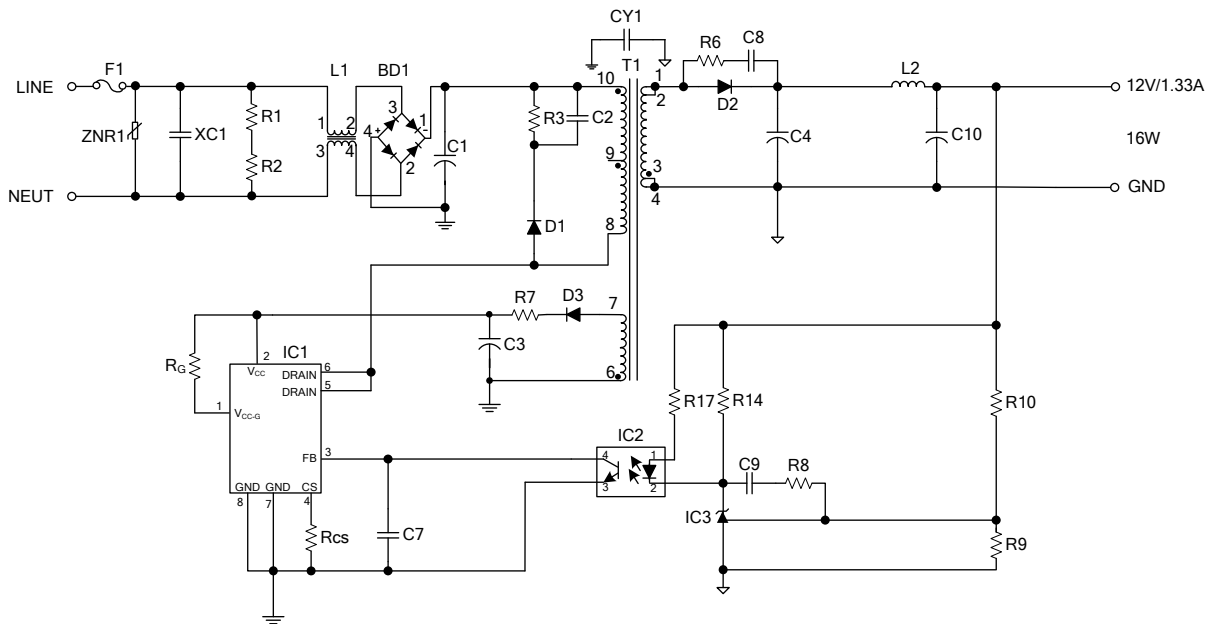 CY1
F1
L1
BD1
T1
R6
C8
L2
LINE
10
1
2
12V/1.33A
D2
ZNR1
XC1
R1
R2
1
2
3
4
3
4
+
1
-
2
C1
R3
C2
C4
C10
16W
9
3
4
NEUT
GND
D1
8
R7
D3
7
C3
6
RG
IC1
2
VCC
DRAIN
6
DRAIN
5
1
VCC-G
R17
R14
R10
IC2
FB
3
4
1
3
2
C9
R8
GND
GND
CS
8
7
4
Rcs
C7
IC3
R9